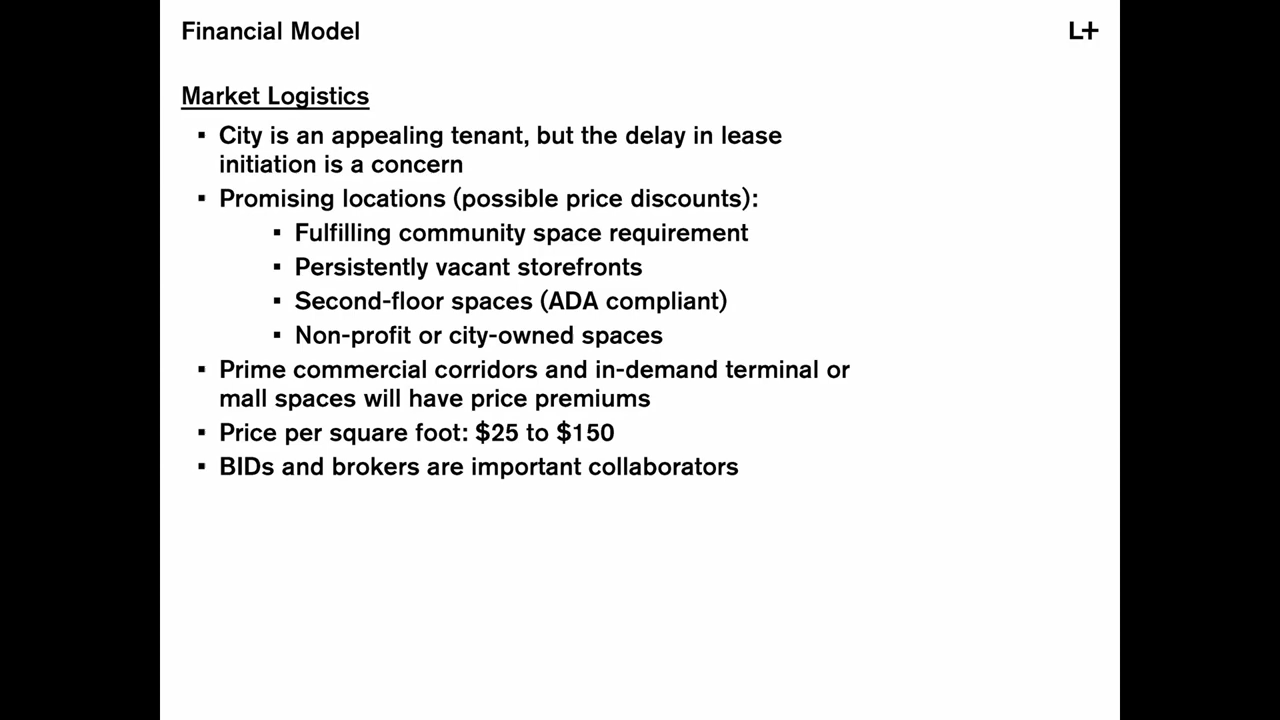 Financial Model
L+
Market Logistics
▪ City is an appealing tenant, but the delay in lease
initiation is a concern
▪ Promising locations (possible price discounts):
▪ Fulfilling community space requirement
▪ Persistently vacant storefronts
▪ Second-floor spaces (ADA compliant)
▪ Non-profit or city-owned spaces
▪ Prime commercial corridors and in-demand terminal or
mall spaces will have price premiums
▪ Price per square foot: $25 to $150
▪ BIDs and brokers are important collaborators